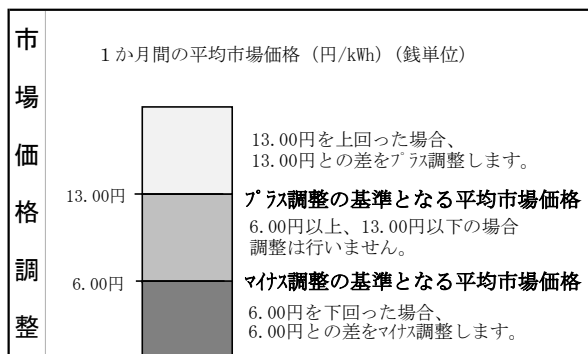 市場価格調整
1か月間の平均市場価格（円/kWh）(銭単位)
13.00円を上回った場合、
13.00円との差をﾌﾟﾗｽ調整します。
13.00円
ﾌﾟﾗｽ調整の基準となる平均市場価格
6.00円以上、13.00円以下の場合
調整は行いません。
6.00円
ﾏｲﾅｽ調整の基準となる平均市場価格
6.00円を下回った場合、
6.00円との差をﾏｲﾅｽ調整します。